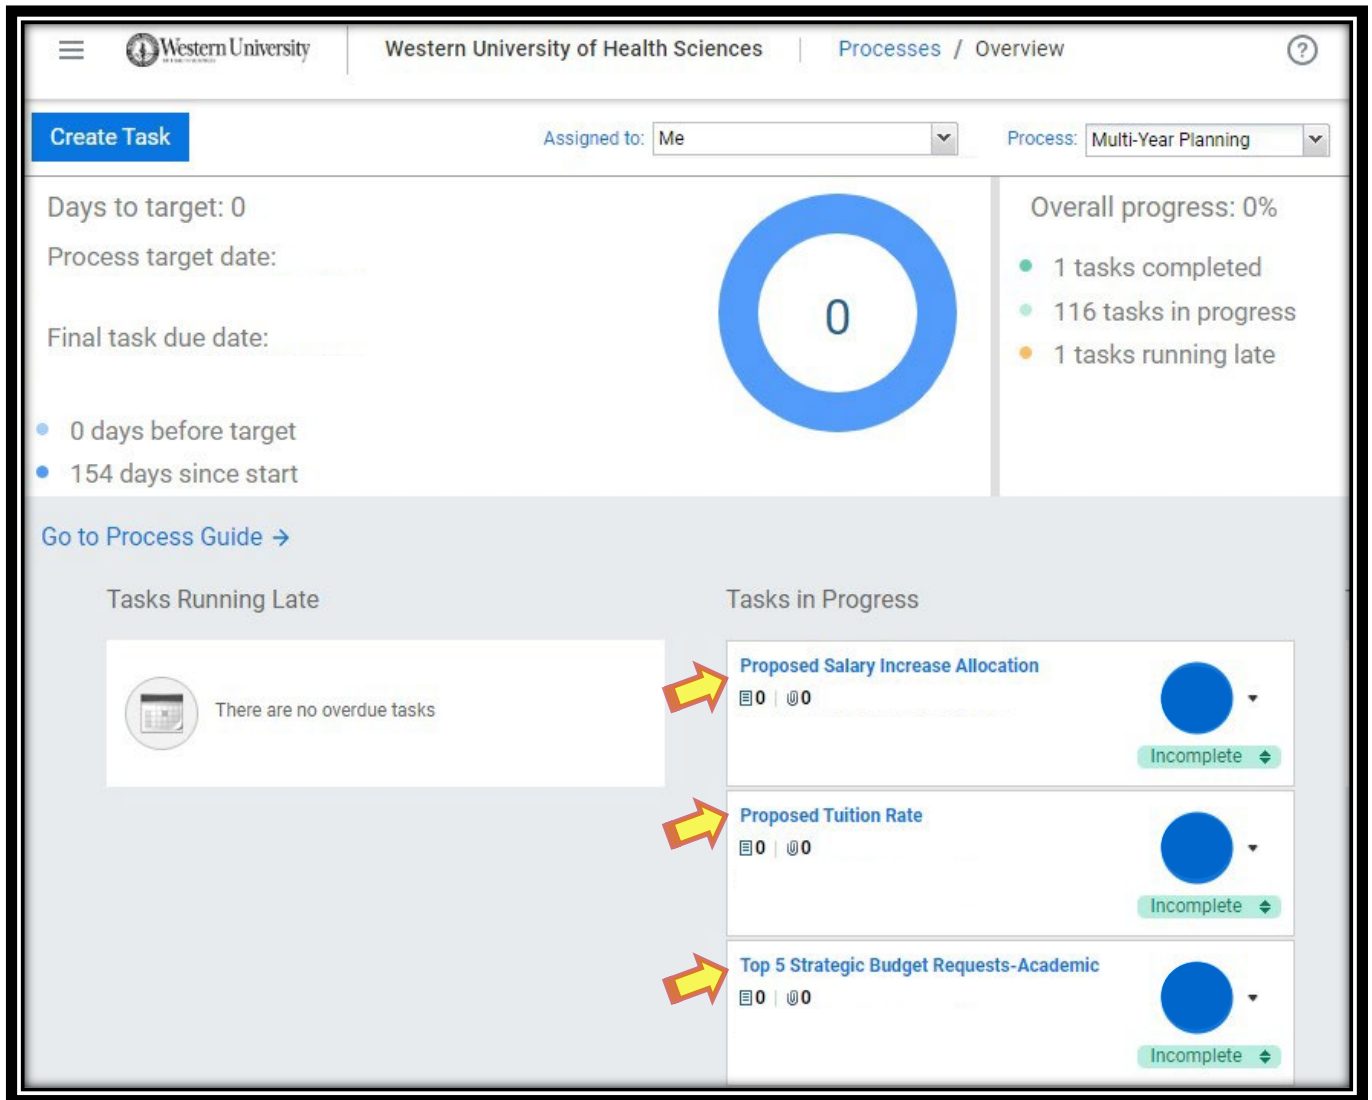 Western University
Western University of Health Sciences
Processes / Overview
?
Create Task
Assigned to: Me
Process: Multi-Year Planning
Days to target: 0
Process target date:
Final task due date:
0 days before target
154 days since start
0
Overall progress: 0%
1 tasks completed
116 tasks in progress
1 tasks running late
Go to Process Guide →
Tasks Running Late
There are no overdue tasks
Tasks in Progress
Proposed Salary Increase Allocation
0 | 0
Incomplete
Proposed Tuition Rate
0 | 0
Incomplete
Top 5 Strategic Budget Requests-Academic
0 | 0
Incomplete